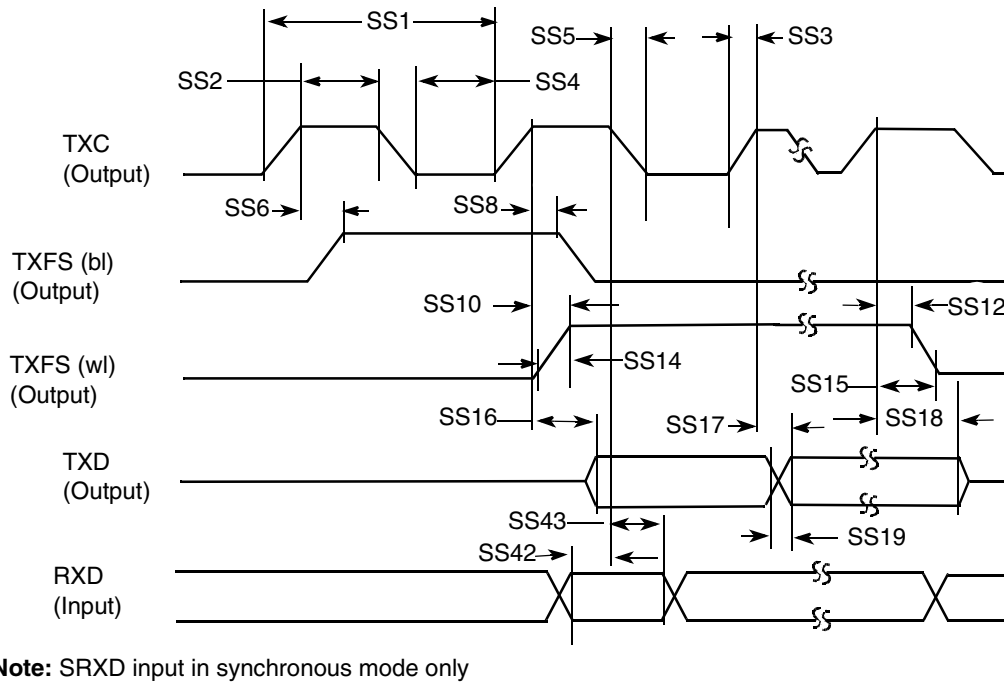 SS1
SS5
SS3
SS2
SS4
TXC
(Output)
SS6
SS8
TXFS (bl)
(Output)
SS10
SS12
SS14
TXFS (wl)
(Output)
SS15
SS16
SS17
SS18
TXD
(Output)
SS43
SS19
SS42
RXD
(Input)
Note: SRXD input in synchronous mode only